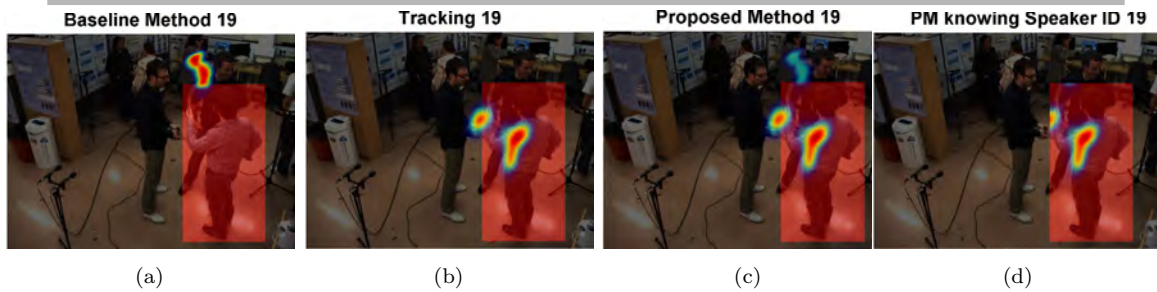 Baseline Method 19
Tracking 19
Proposed Method 19
PM knowing Speaker ID 19
(a)
(b)
(c)
(d)